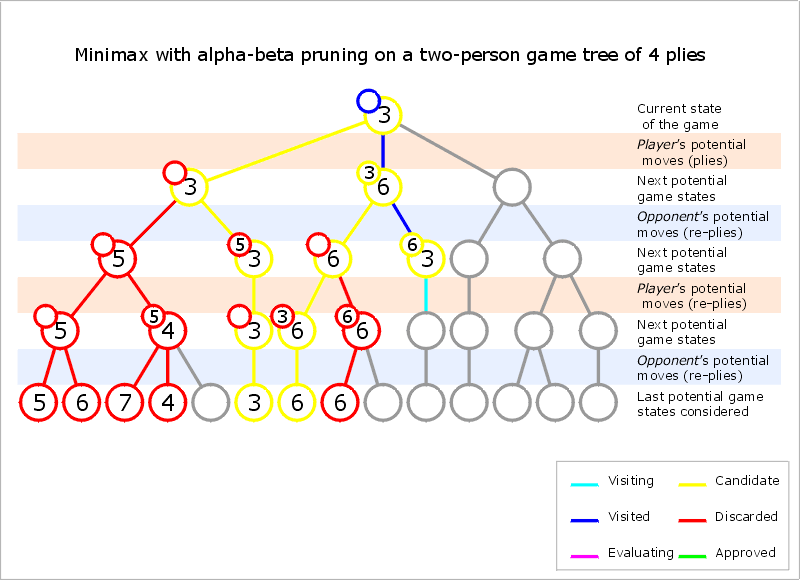 Minimax with alpha-beta pruning on a two-person game tree of 4 plies
3
Current state
of the game
Player's potential
moves (plies)
3
3
6
Next potential
game states
Opponent's potential
moves (re-plies)
5
5
3
6
6
3
Next potential
game states
Player's potential
moves (re-plies)
5
5
4
3
3
6
6
6
Next potential
game states
Opponent's potential
moves (re-plies)
5
6
7
4
3
6
6
Last potential game
states considered
Visiting
Candidate
Visited
Discarded
Evaluating
Approved